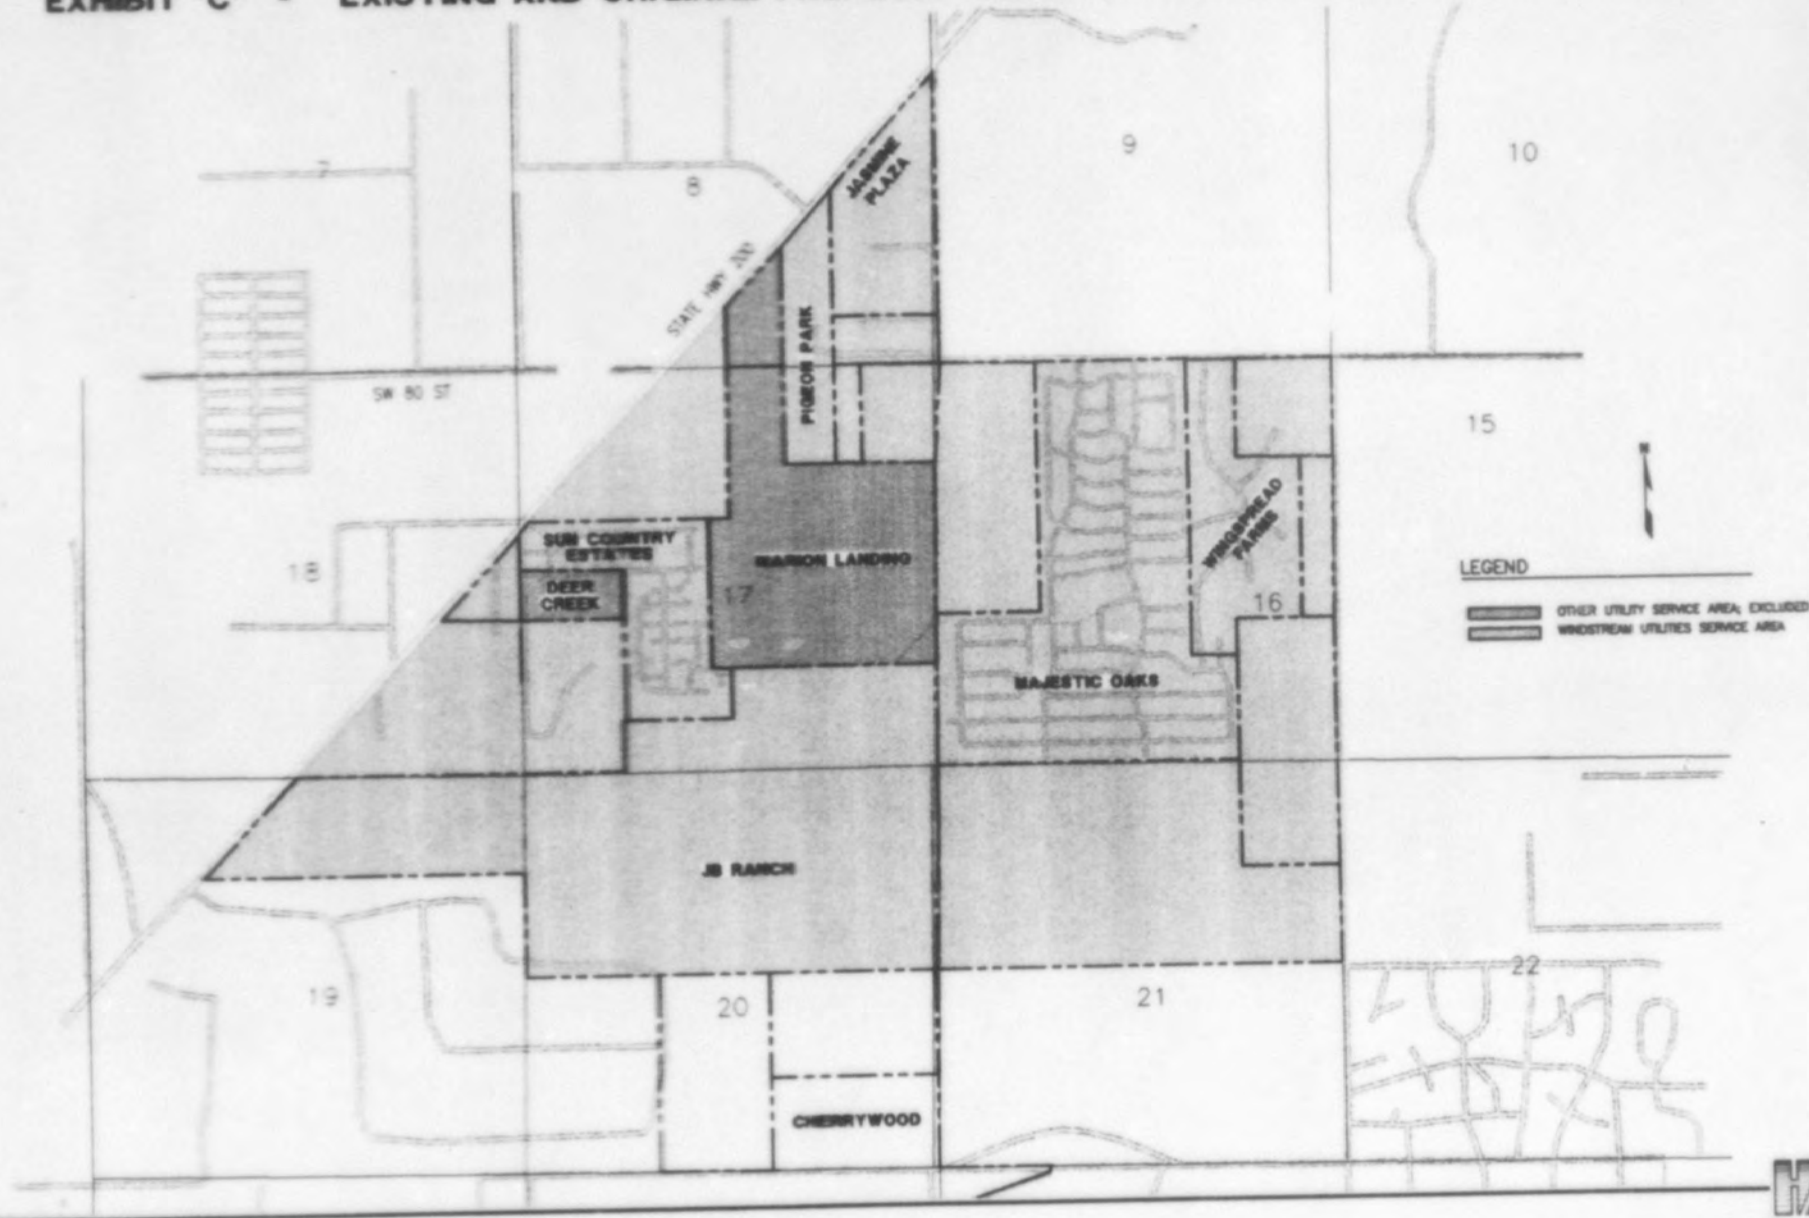 EXHIBIT "C" - EXISTING AND
7
8
9
10
JASMINE
PLAZA
STATE HWY 200
PIGEON PARK
SW 80 ST
15
WINGSPREAD
FARMS
SUN COUNTRY
ESTATES
MARION LANDING
18
DEER
CREEK
17
16
LEGEND
OTHER UTILITY SERVICE AREA; EXCLUDED
WINDSTREAM UTILITIES SERVICE AREA
MAJESTIC OAKS
JB RANCH
19
20
21
22
CHERRYWOOD